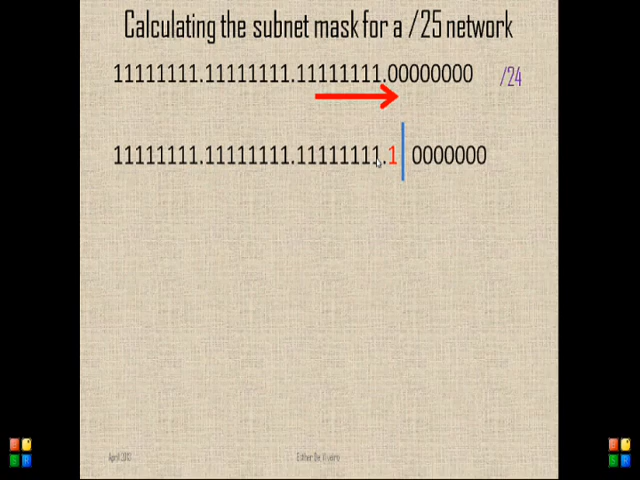 Calculating the subnet mask for a /25 network
11111111.11111111.11111111.00000000 /24
11111111.11111111.11111111.1 0000000
April 2012